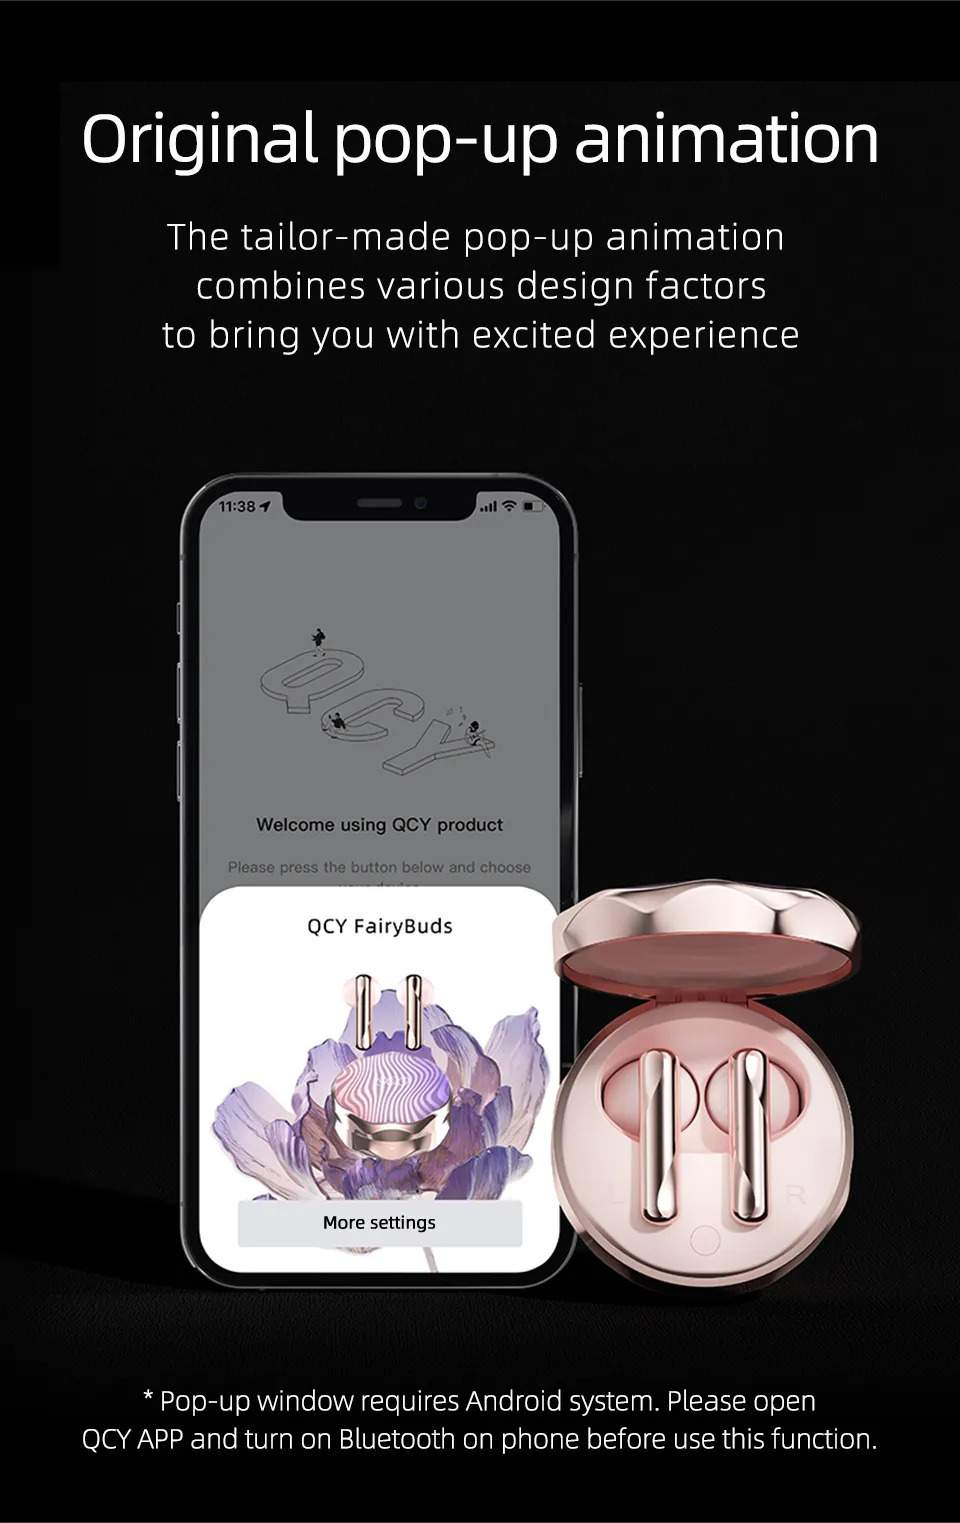 Original pop-up animation
The tailor-made pop-up animation
combines various design factors
to bring you with excited experience
11:38
QCY
Welcome using QCY product
Please press the button below and choose
QCY FairyBuds
More settings
R
* Pop-up window requires Android system. Please open
QCY APP and turn on Bluetooth on phone before use this function.